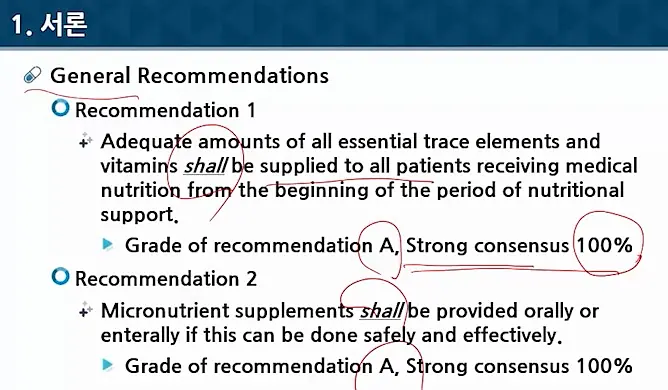 1. 서론
General Recommendations
Recommendation 1
Adequate amounts of all essential trace elements and
vitamins shall be supplied to all patients receiving medical
nutrition from the beginning of the period of nutritional
support.
Grade of recommendation A, Strong consensus 100%
Recommendation 2
Micronutrient supplements shall be provided orally or
enterally if this can be done safely and effectively.
Grade of recommendation A, Strong consensus 100%